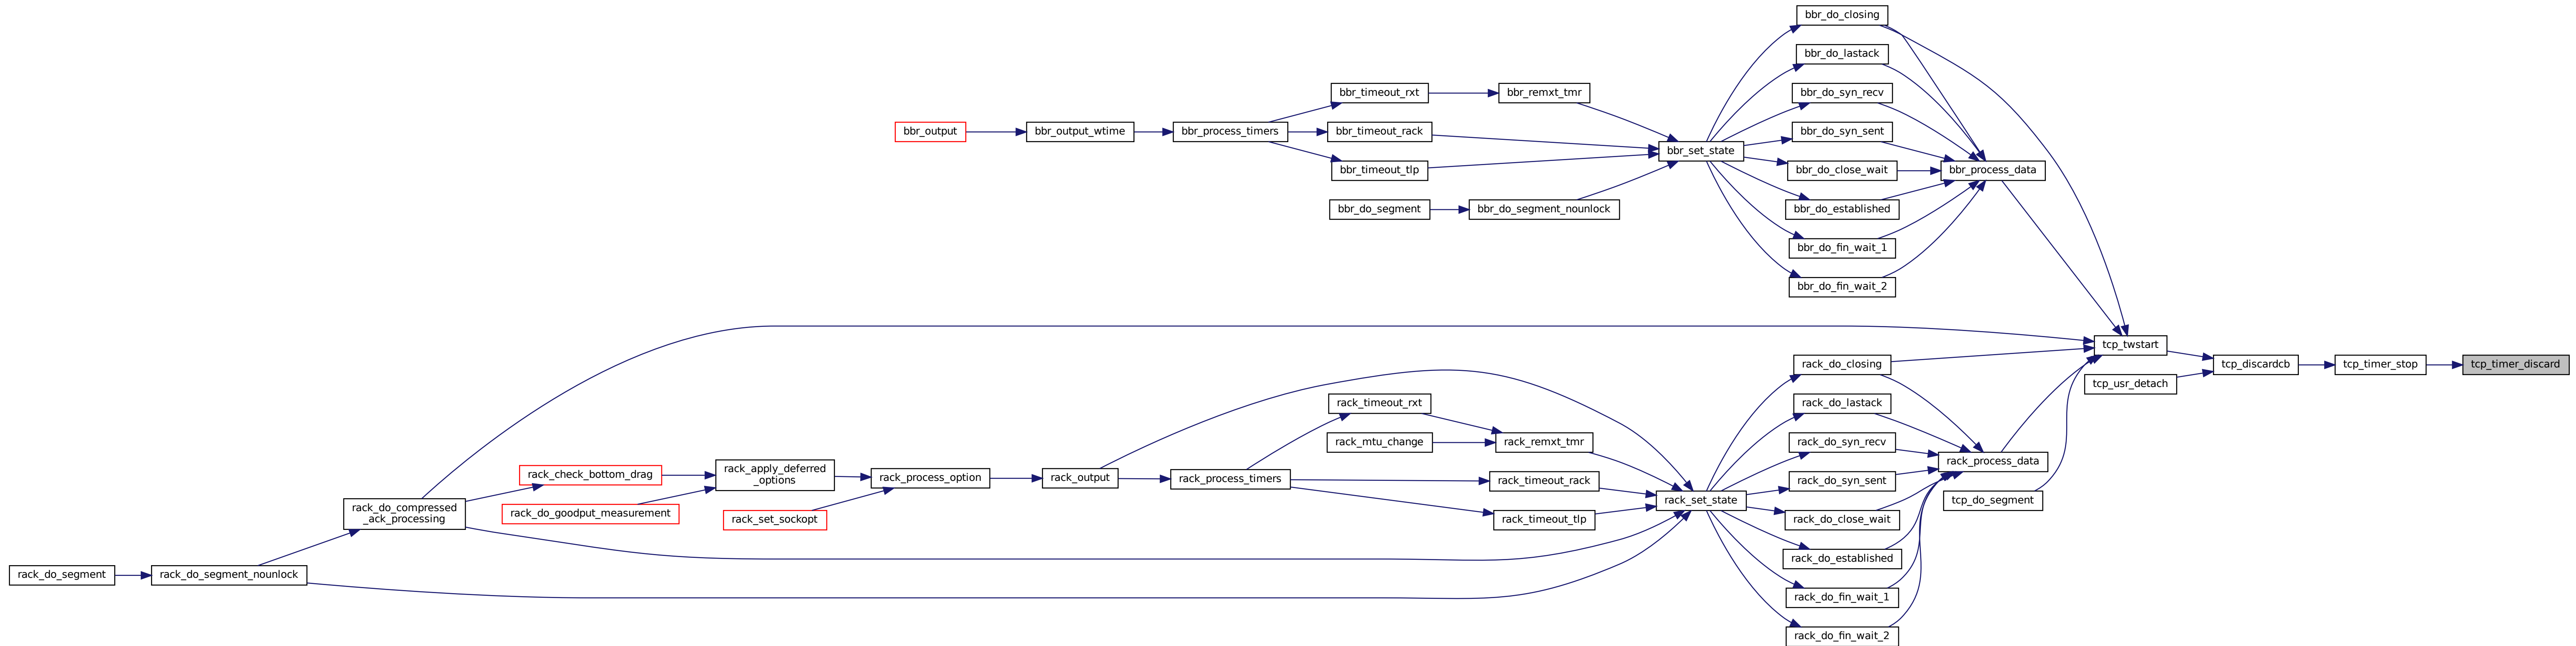 bbr_do_closing
bbr_do_lastack
bbr_timeout_rxt
bbr_remxt_tmr
bbr_do_syn_recv
bbr_output
bbr_output_wtime
bbr_process_timers
bbr_timeout_rack
bbr_do_syn_sent
bbr_set_state
bbr_timeout_tlp
bbr_do_close_wait
bbr_process_data
bbr_do_segment
bbr_do_segment_nounlock
bbr_do_established
bbr_do_fin_wait_1
bbr_do_fin_wait_2
tcp_twstart
rack_do_closing
tcp_discardcb
tcp_timer_stop
tcp_timer_discard
tcp_usr_detach
rack_timeout_rxt
rack_do_lastack
rack_mtu_change
rack_remxt_tmr
rack_do_syn_recv
rack_process_data
rack_check_bottom_drag
rack_apply_deferred
_options
rack_process_option
rack_output
rack_process_timers
rack_timeout_rack
rack_do_syn_sent
rack_set_state
tcp_do_segment
rack_do_compressed
_ack_processing
rack_do_goodput_measurement
rack_set_sockopt
rack_timeout_tlp
rack_do_close_wait
rack_do_established
rack_do_segment
rack_do_segment_nounlock
rack_do_fin_wait_1
rack_do_fin_wait_2